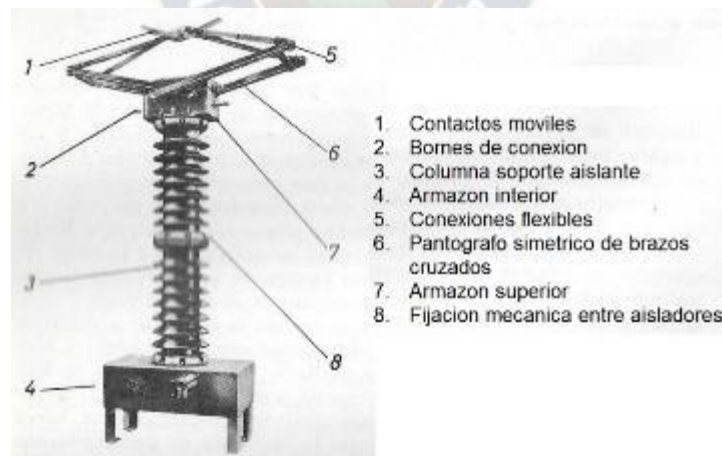 1
2
3
4
5
6
7
8
1. Contactos moviles
2. Bornes de conexion
3. Columna soporte aislante
4. Armazon interior
5. Conexiones flexibles
6. Pantografo simetrico de brazos
cruzados
7. Armazon superior
8. Fijacion mecanica entre aisladores